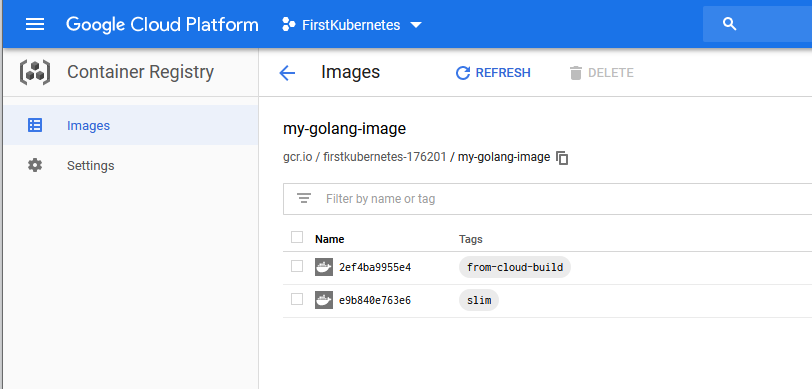 Google Cloud Platform FirstKubernetes
Container Registry Images REFRESH DELETE
Images
Settings
my-golang-image
gcr.io / firstkubernetes-176201 / my-golang-image
Filter by name or tag
Name Tags
2ef4ba9955e4 from-cloud-build
e9b840e763e6 slim